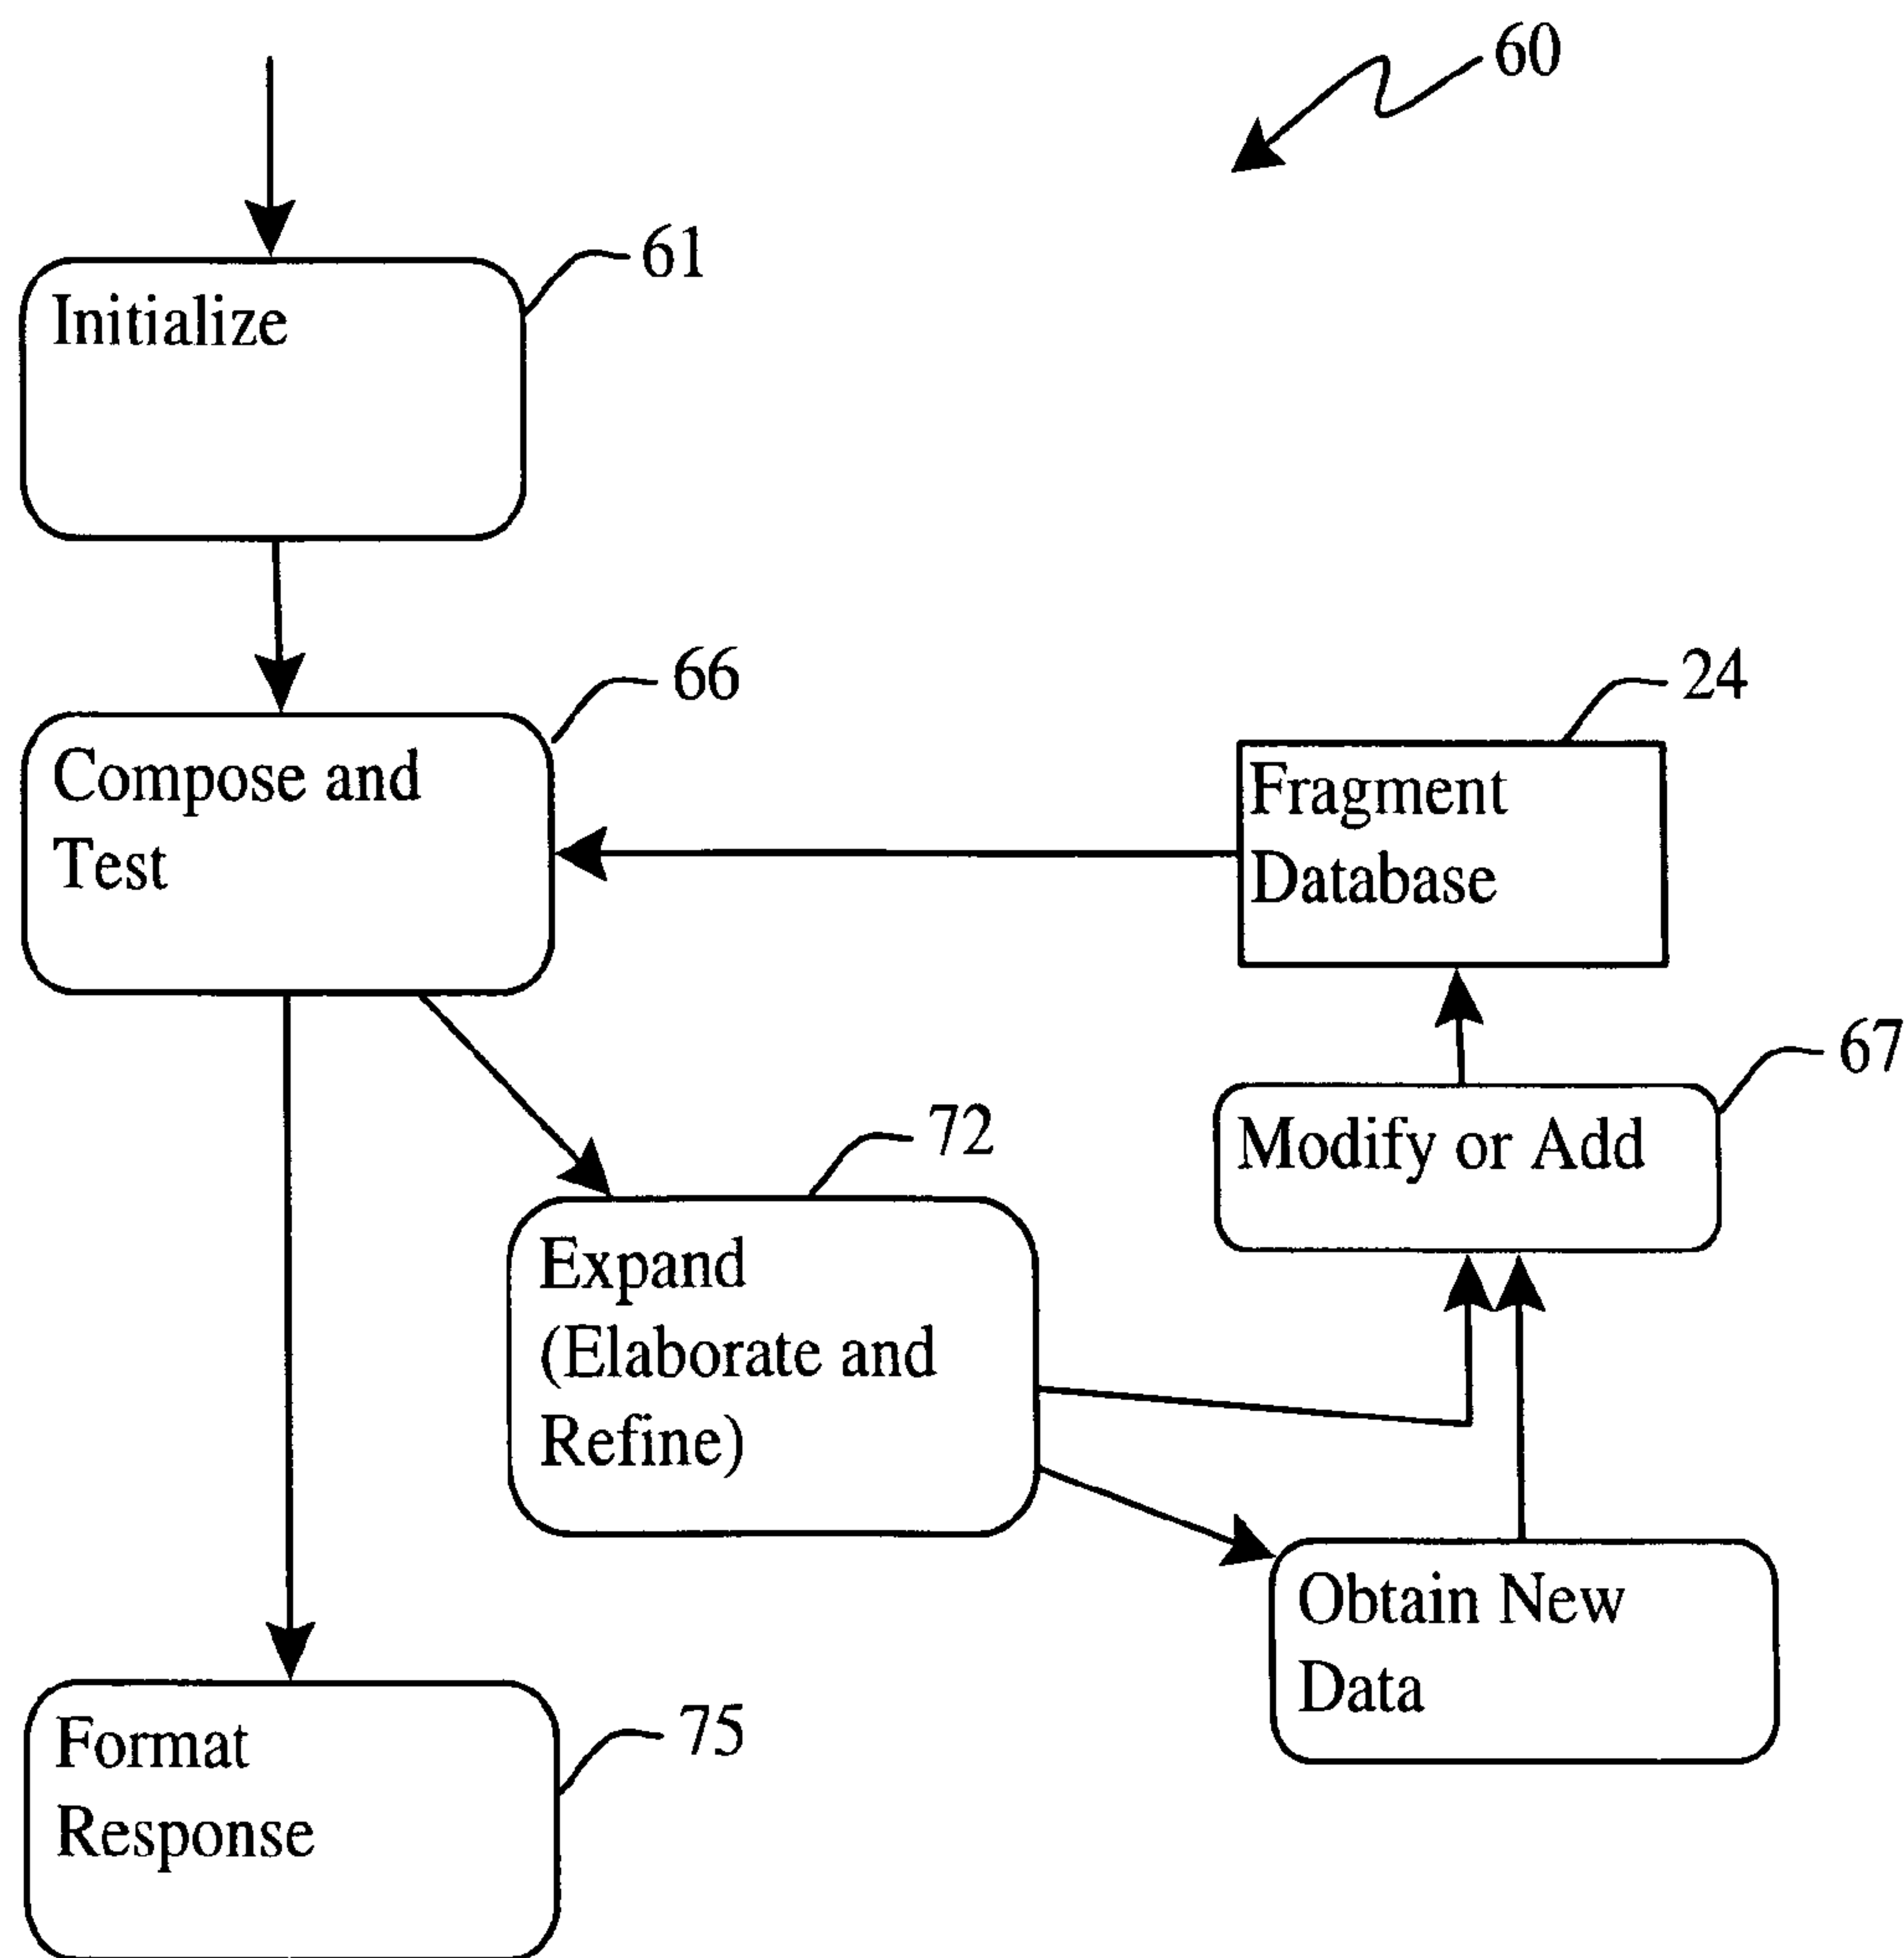 60
61
Initialize
66
Compose and
Test
24
Fragment
Database
67
Modify or Add
72
Expand
(Elaborate and
Refine)
Obtain New
Data
75
Format
Response